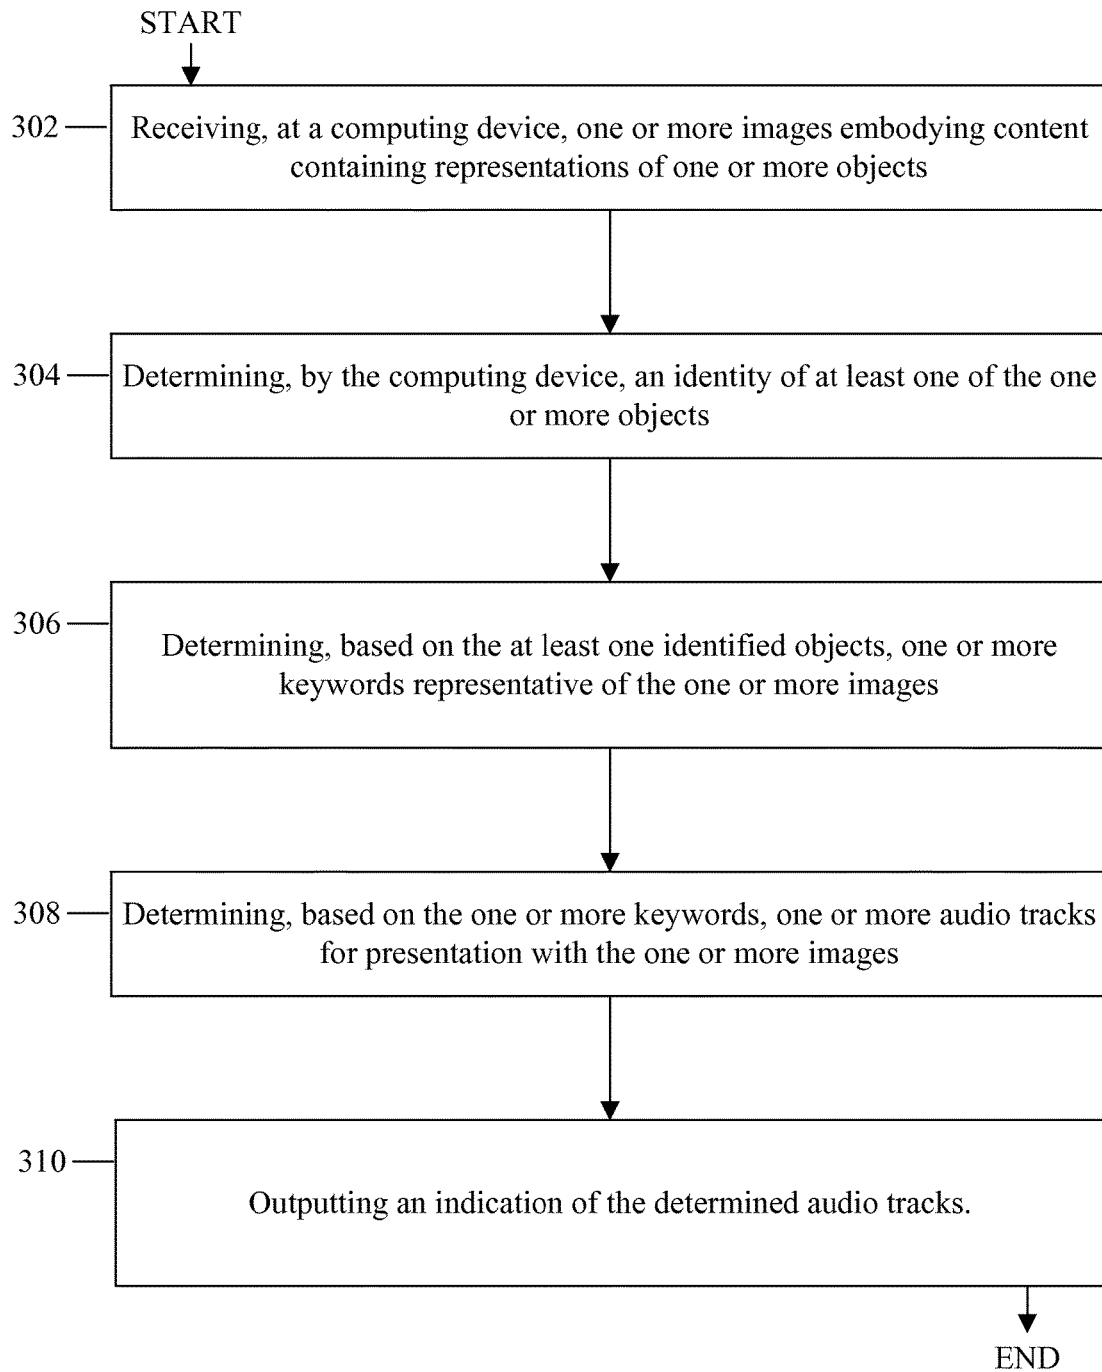 START
302
Receiving, at a computing device, one or more images embodying content
containing representations of one or more objects
304
Determining, by the computing device, an identity of at least one of the one
or more objects
306
Determining, based on the at least one identified objects, one or more
keywords representative of the one or more images
308
Determining, based on the one or more keywords, one or more audio tracks
for presentation with the one or more images
310
Outputting an indication of the determined audio tracks.
END